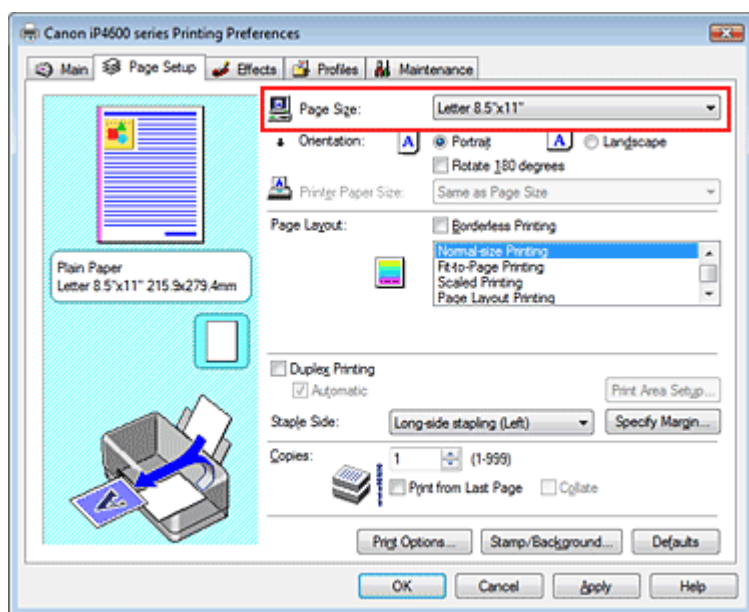 Canon iP4600 series Printing Preferences
Main Page Setup Effects Profiles Maintenance
Page Size: Letter 8.5"x11"
Orientation: A Portrait A Landscape
Rotate 180 degrees
Printer Paper Size: Same as Page Size
Page Layout: Borderless Printing
Normal-size Printing
Fit-to-Page Printing
Scaled Printing
Page Layout Printing
Plain Paper
Letter 8.5"x11" 215.9x279.4mm
Duplex Printing
Automatic Print Area Setup...
Staple Side: Long-side stapling (Left) Specify Margin...
Copies: 1 (1-999)
Print from Last Page Collate
Print Options... Stamp/Background... Defaults
OK Cancel Apply Help